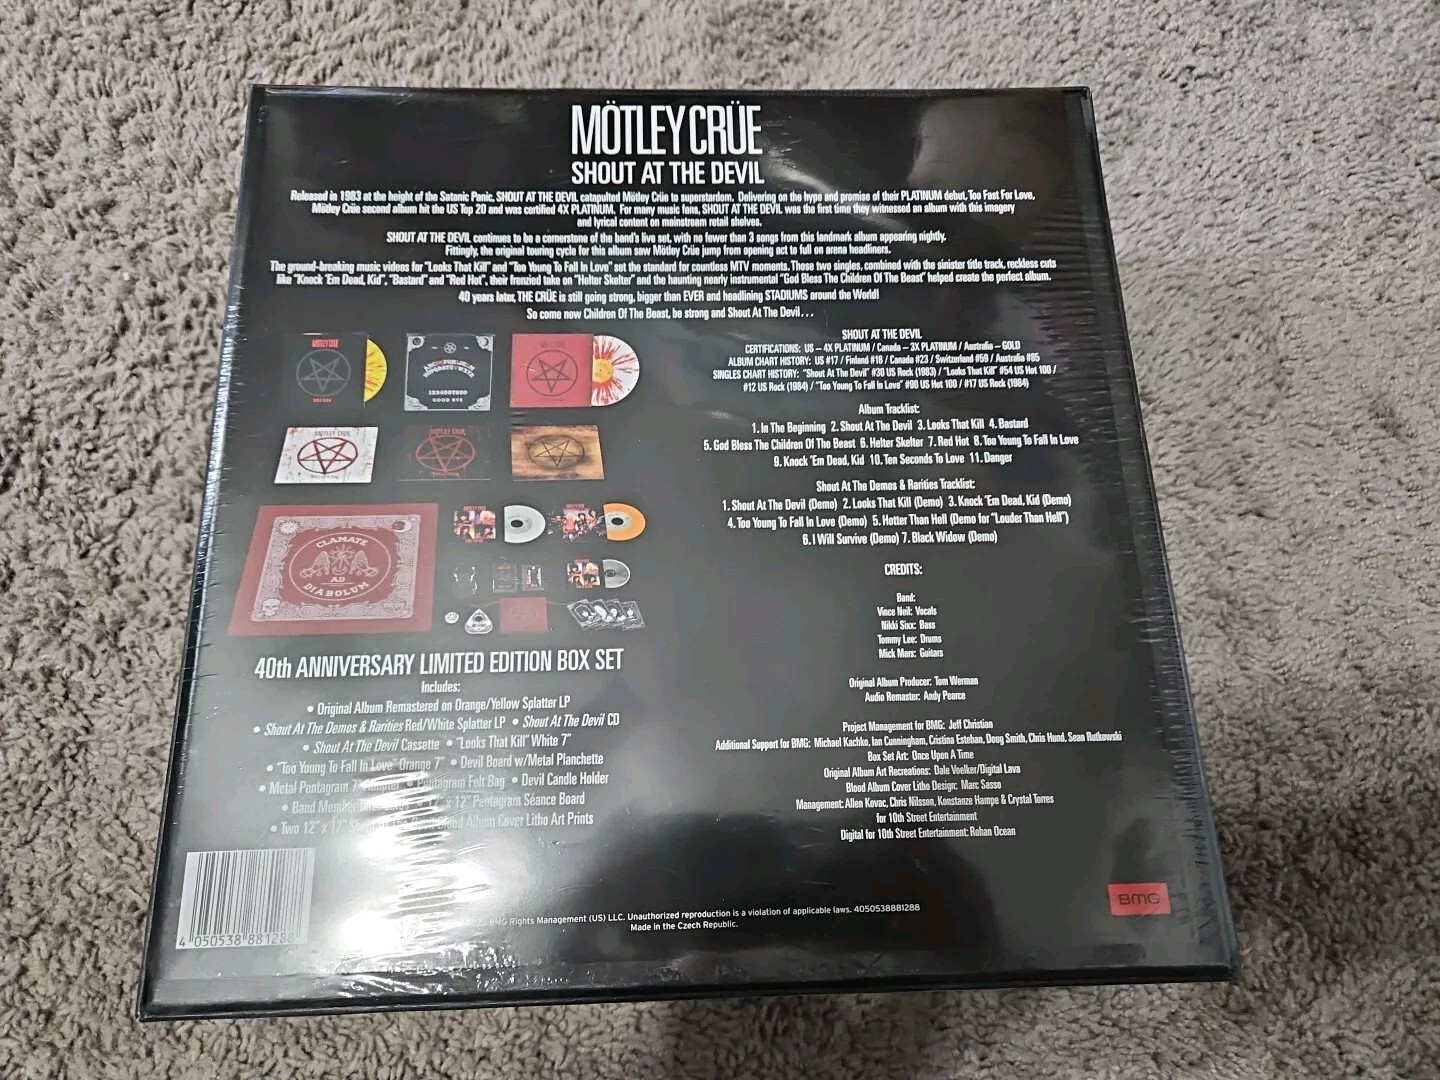 MÖTLEY CRÜE
SHOUT AT THE DEVIL
Released in 1983 at the height of the Satanic Panic, SHOUT AT THE DEVIL catapulted Mötley Crüe to superstardom. Delivering on the hype and promise of their PLATINUM debut, Too Fast For Love,
Mötley Crüe second album hit the US Top 20 and was certified 4X PLATINUM. For many music fans, SHOUT AT THE DEVIL was the first time they witnessed an album with this imagery
and lyrical content on mainstream retail shelves.
SHOUT AT THE DEVIL continues to be a cornerstone of the band's live set, with no fewer than 3 songs from this landmark album appearing nightly.
Fittingly, the original touring cycle for this album saw Mötley Crüe jump from opening act to full on arena headliners.
The ground-breaking music videos for "Looks That Kill" and "Too Young To Fall In Love" set the standard for countless MTV moments. Those two singles, combined with the sinister title track, reckless cuts
like "Knock 'Em Dead, Kid", "Bastard" and "Red Hot", their frenzied take on "Helter Skelter" and the haunting nearly instrumental "God Bless The Children Of The Beast" helped create the perfect album.
40 years later, THE CRÜE is still going strong, bigger than EVER and headlining STADIUMS around the World!
So come now Children Of The Beast, be strong and Shout At The Devil...
MÖTLEY CRÜE
1234567890
GOOD BYE
MÖTLEY CRÜE
MÖTLEY CRÜE
CLAMATE
AD
DIABOLUM
40th ANNIVERSARY LIMITED EDITION BOX SET
Includes:
• Original Album Remastered on Orange/Yellow Splatter LP
• Shout At The Demos & Rarities Red/White Splatter LP • Shout At The Devil CD
• Shout At The Devil Cassette • "Looks That Kill" White 7"
• "Too Young To Fall In Love" Orange 7" • Devil Board w/Metal Planchette
• Metal Pentagram 7" Adaptor • Pentagram Felt Bag • Devil Candle Holder
• Band Member x 12" Pentagram Séance Board
• Two 12" x 12" Album Cover Litho Art Prints
4 050538 881288
SHOUT AT THE DEVIL
CERTIFICATIONS: US – 4X PLATINUM / Canada – 3X PLATINUM / Australia – GOLD
ALBUM CHART HISTORY: US #17 / Finland #18 / Canada #23 / Switzerland #59 / Australia #85
SINGLES CHART HISTORY: "Shout At The Devil" #30 US Rock (1983) / "Looks That Kill" #54 US Hot 100 /
#12 US Rock (1984) / "Too Young To Fall In Love" #90 US Hot 100 / #17 US Rock (1984)
Album Tracklist:
1. In The Beginning 2. Shout At The Devil 3. Looks That Kill 4. Bastard
5. God Bless The Children Of The Beast 6. Helter Skelter 7. Red Hot 8. Too Young To Fall In Love
9. Knock 'Em Dead, Kid 10. Ten Seconds To Love 11. Danger
Shout At The Demos & Rarities Tracklist:
1. Shout At The Devil (Demo) 2. Looks That Kill (Demo) 3. Knock 'Em Dead, Kid (Demo)
4. Too Young To Fall In Love (Demo) 5. Hotter Than Hell (Demo for "Louder Than Hell")
6. I Will Survive (Demo) 7. Black Widow (Demo)
CREDITS:
Band:
Vince Neil: Vocals
Nikki Sixx: Bass
Tommy Lee: Drums
Mick Mars: Guitars
Original Album Producer: Tom Werman
Audio Remaster: Andy Pearce
Project Management for BMG: Jeff Christian
Additional Support for BMG: Michael Kachko, Ian Cunningham, Cristina Esteban, Doug Smith, Chris Hund, Sean Rutkowski
Box Set Art: Once Upon A Time
Original Album Art Recreations: Dale Voelker/Digital Lava
Blood Album Cover Litho Design: Marc Sasso
Management: Allen Kovac, Chris Nilsson, Konstanze Hampe & Crystal Torres
for 10th Street Entertainment
Digital for 10th Street Entertainment: Rohan Ocean
BMG
BMG Rights Management (US) LLC. Unauthorized reproduction is a violation of applicable laws. 4050538881288
Made in the Czech Republic.